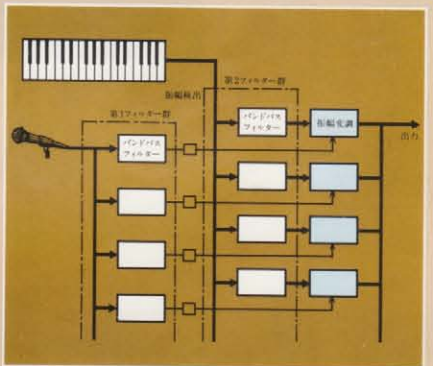 第2フィルター群
振幅検出
第1フィルター群
バンドパス
フィルター
バンドパス
フィルター
振幅変調
出力